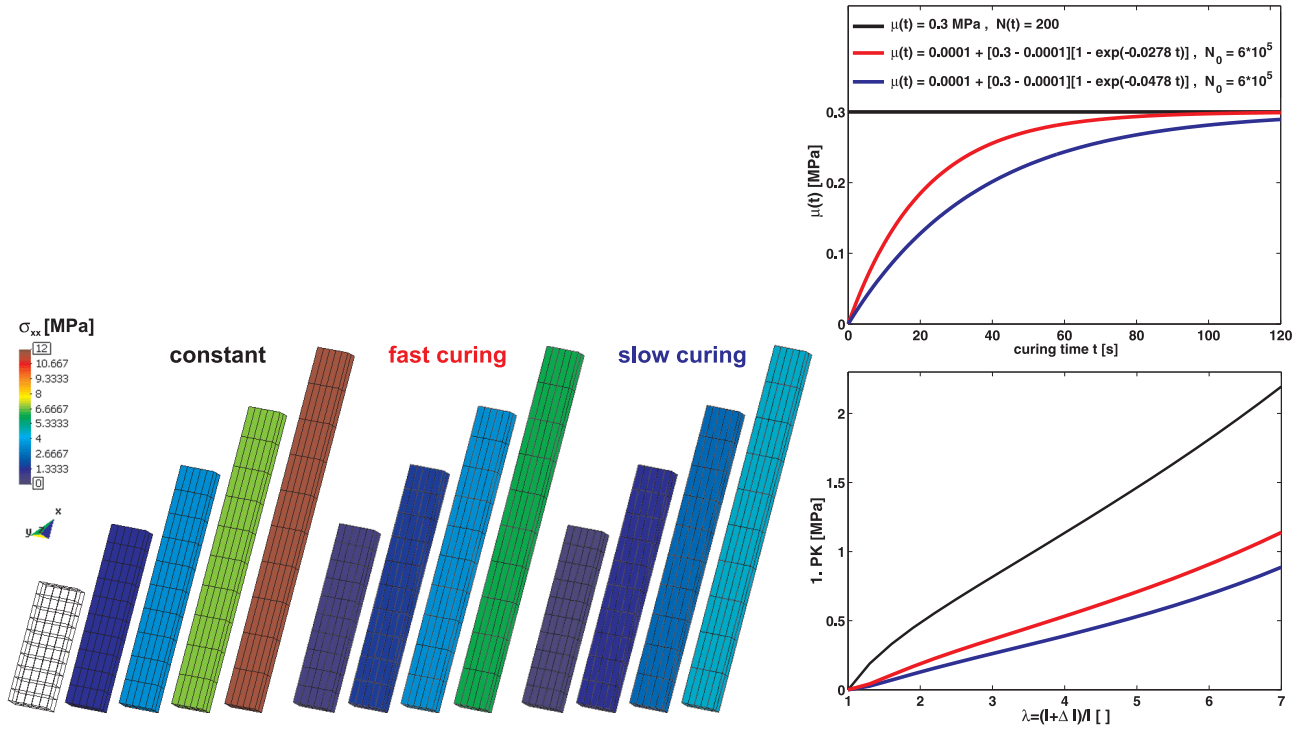 σxx [MPa]
12
10.667
9.3333
8
6.6667
5.3333
4
2.6667
1.3333
0
x
y
z
constant
fast curing
slow curing
μ(t) = 0.3 MPa , N(t) = 200
μ(t) = 0.0001 + [0.3 - 0.0001][1 - exp(-0.0278 t)] , N0 = 6*10^5
μ(t) = 0.0001 + [0.3 - 0.0001][1 - exp(-0.0478 t)] , N0 = 6*10^5
μ(t) [MPa]
0.3
0.2
0.1
0
0 20 40 60 80 100 120
curing time t [s]
1. PK [MPa]
2
1.5
1
0.5
0
1 2 3 4 5 6 7
λ=(l+Δ l)/l [ ]